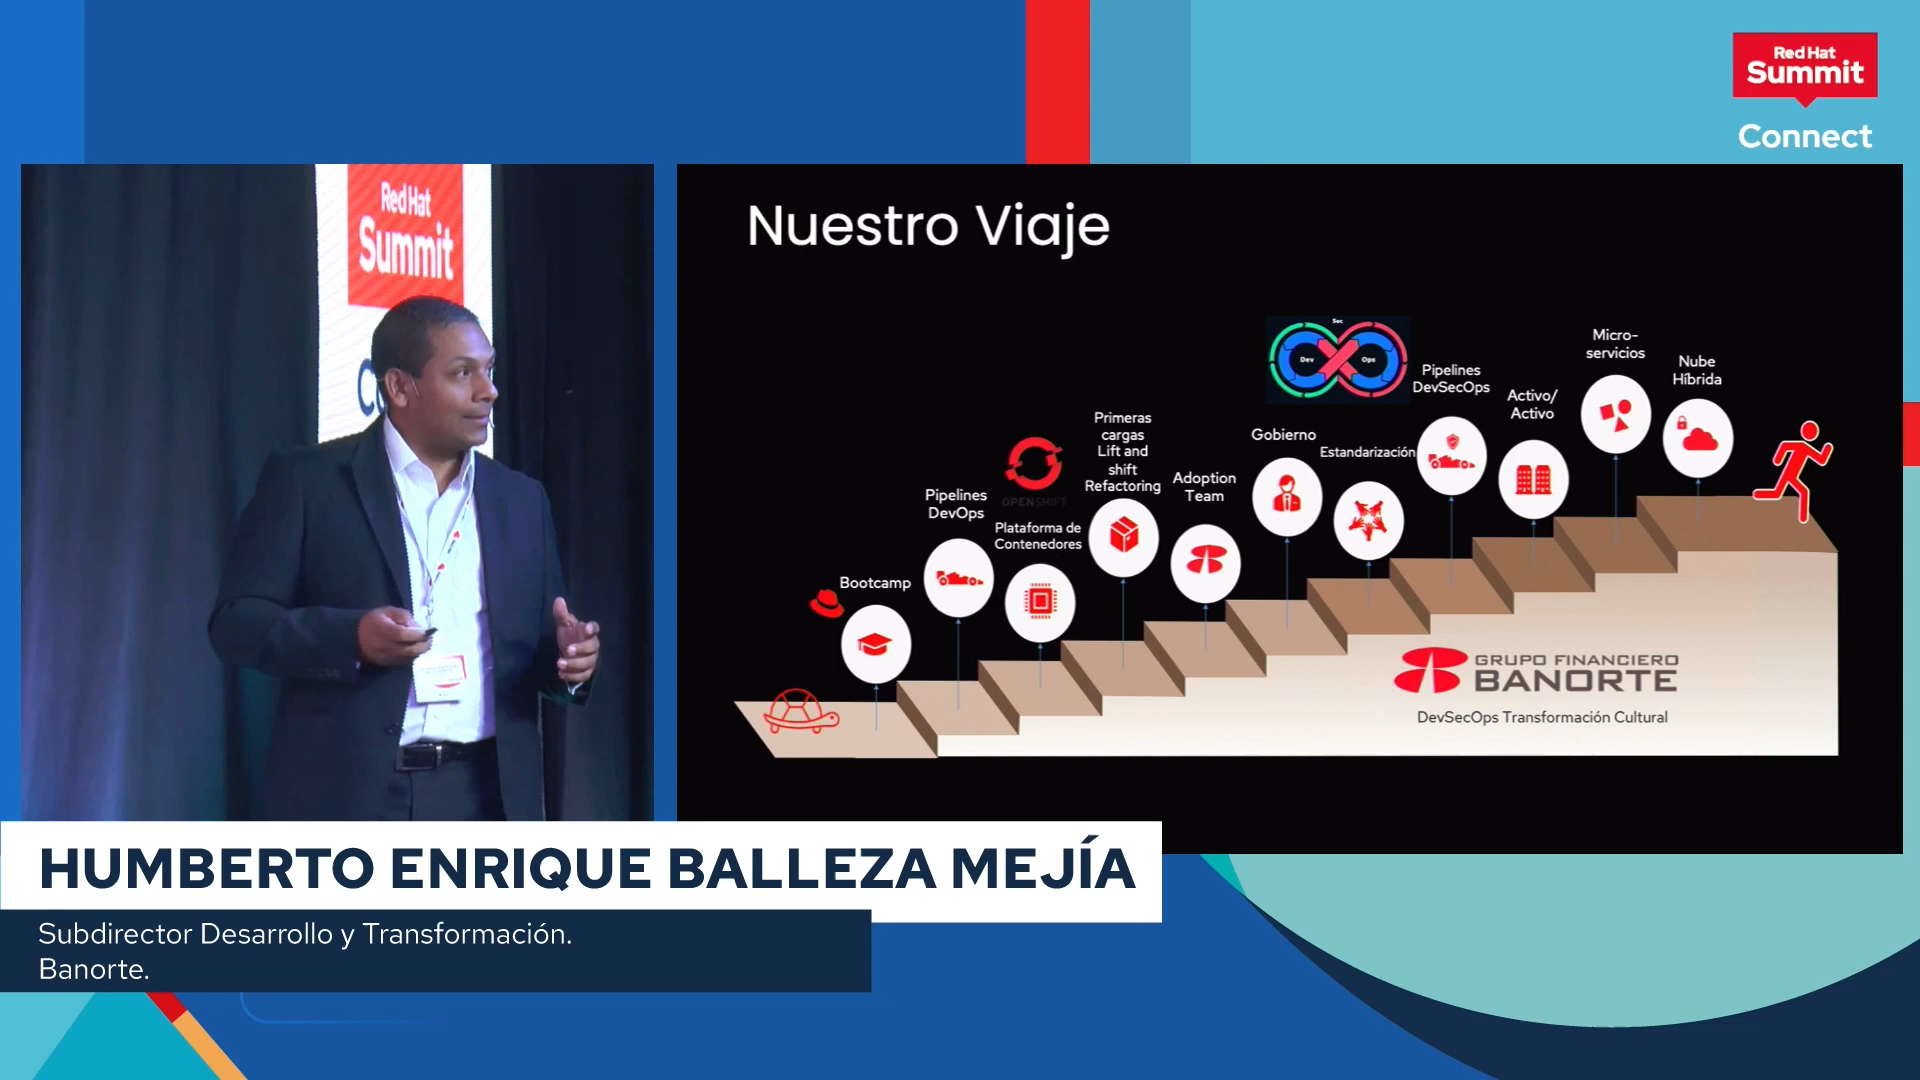 Red Hat
Summit
Connect
Red Hat
Summit
Nuestro Viaje
Bootcamp
Pipelines
DevOps
OPENSHIFT
Plataforma de
Contenedores
Primeras
cargas
Lift and
shift
Refactoring
Adoption
Team
Gobierno
Sec
Dev
Ops
Estandarización
Pipelines
DevSecOps
Activo/
Activo
Micro-
servicios
Nube
Híbrida
GRUPO FINANCIERO
BANORTE
DevSecOps Transformación Cultural
HUMBERTO ENRIQUE BALLEZA MEJÍA
Subdirector Desarrollo y Transformación.
Banorte.